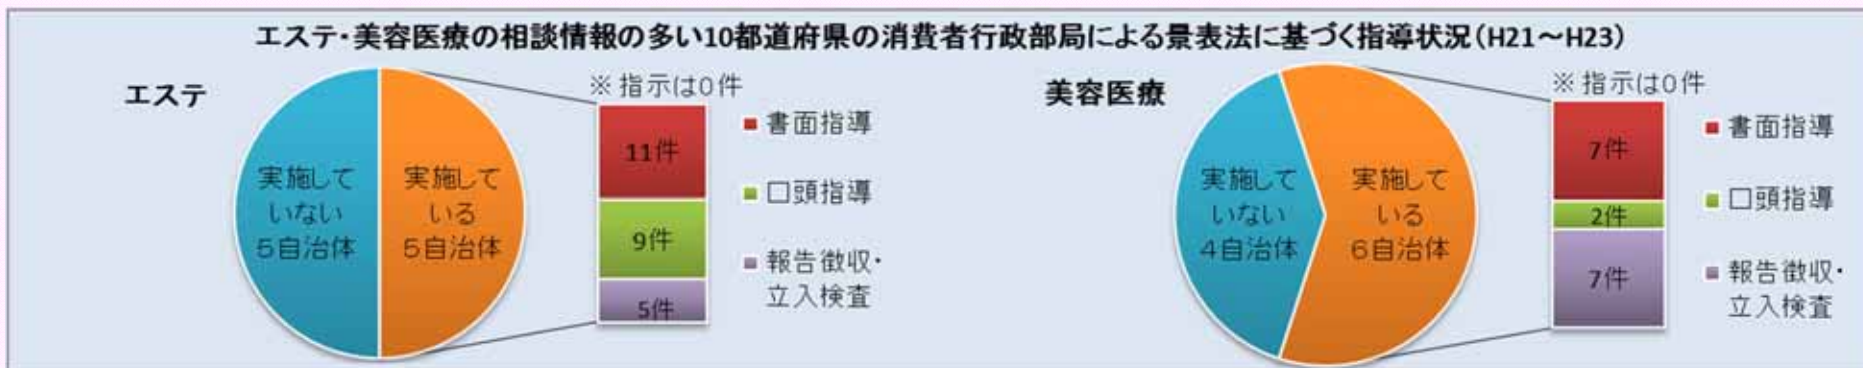 エステ・美容医療の相談情報の多い10都道府県の消費者行政部局による景表法に基づく指導状況（H21～H23）
エステ
※指示は0件
実施して
いない
５自治体
実施して
いる
５自治体
11件
9件
5件
書面指導
口頭指導
報告徴収・
立入検査
美容医療
※指示は0件
実施して
いない
４自治体
実施して
いる
６自治体
7件
2件
7件
書面指導
口頭指導
報告徴収・
立入検査